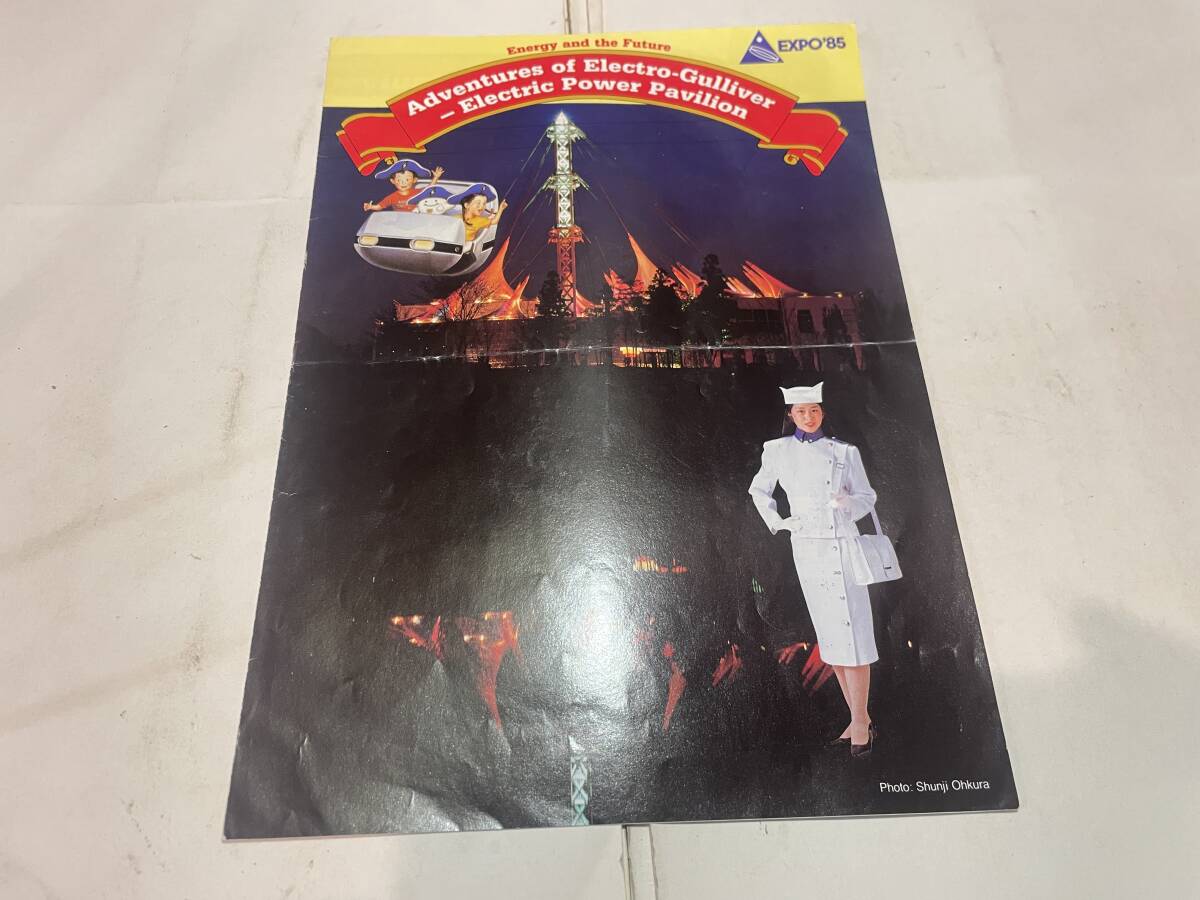 Energy and the Future
EXPO'85
Adventures of Electro-Gulliver
— Electric Power Pavilion
Photo: Shunji Ohkura